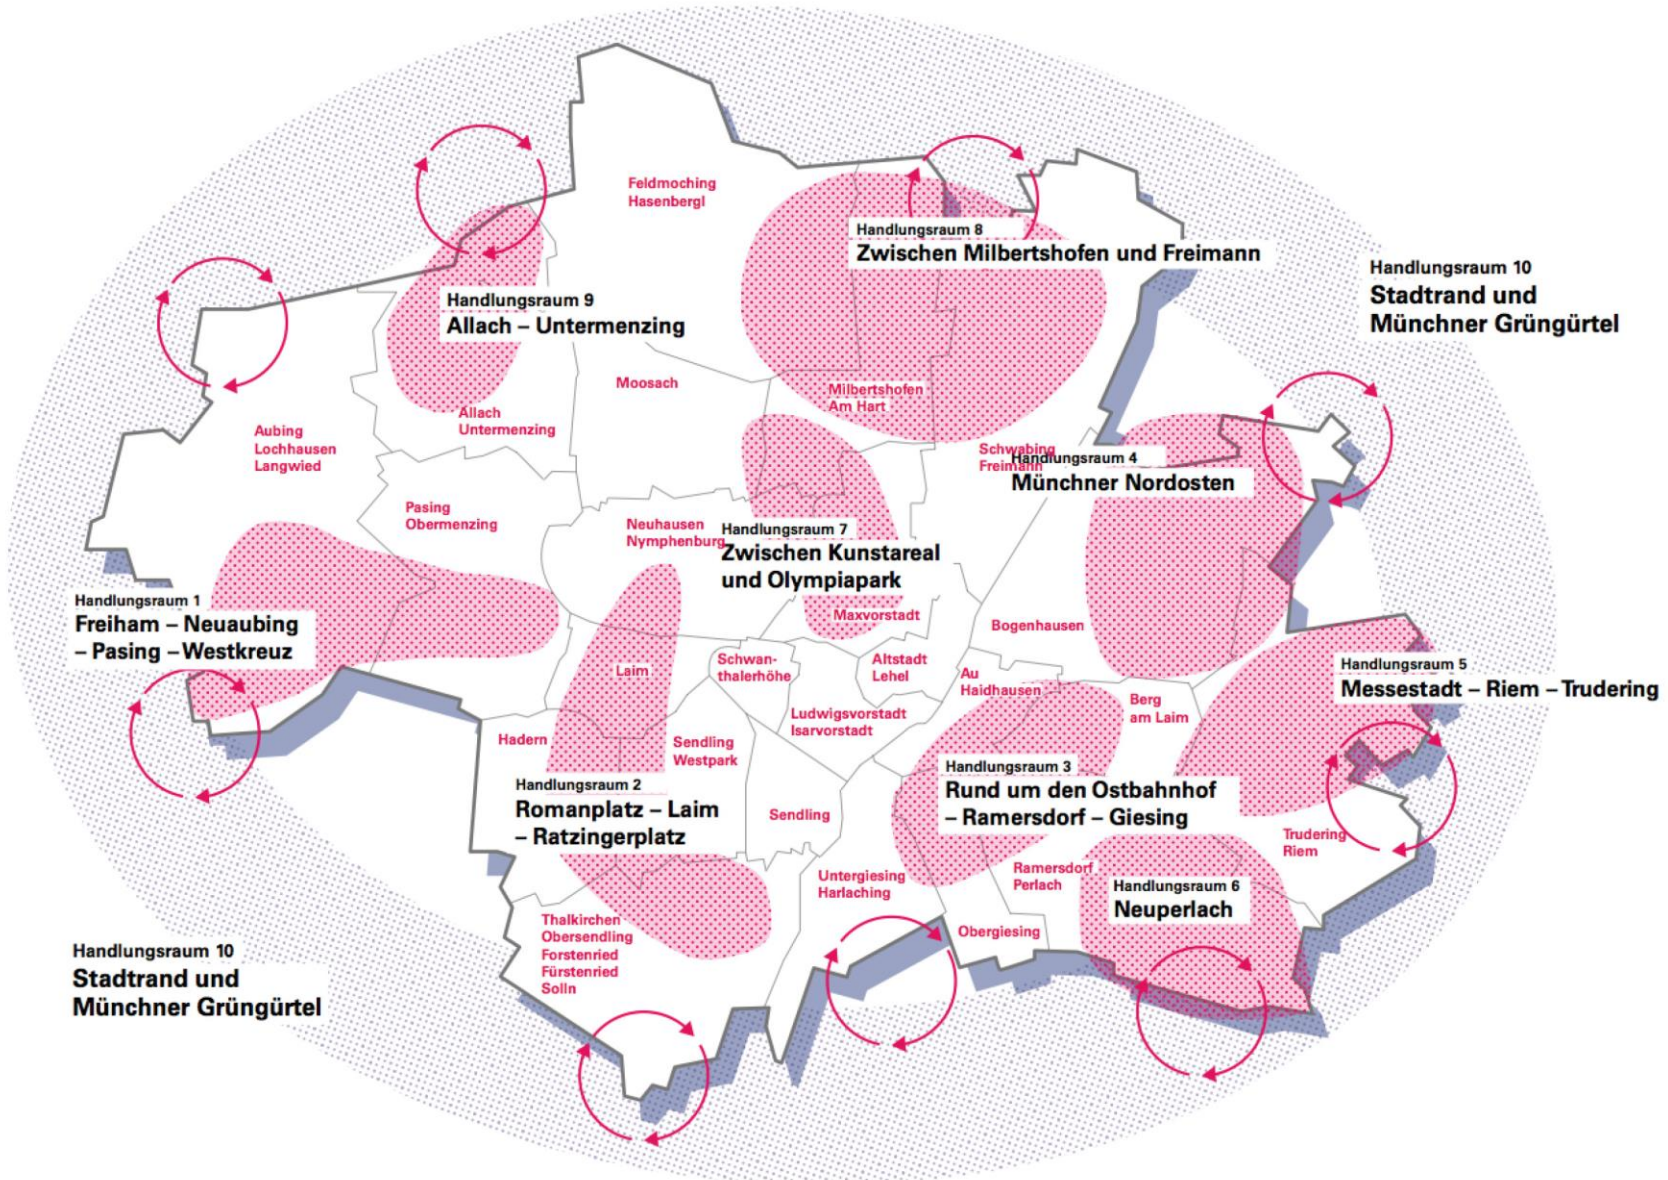 Feldmoching
Hasenbergl
Handlungsraum 8
Zwischen Milbertshofen und Freimann
Handlungsraum 10
Stadtrand und
Münchner Grüngürtel
Handlungsraum 9
Allach – Untermenzing
Moosach
Milbertshofen
Am Hart
Allach
Untermenzing
Aubing
Lochhausen
Langwied
Schwabing
Freimann
Handlungsraum 4
Münchner Nordosten
Pasing
Obermenzing
Neuhausen
Nymphenburg
Handlungsraum 7
Zwischen Kunstareal
und Olympiapark
Maxvorstadt
Bogenhausen
Handlungsraum 1
Freiham – Neuaubing
– Pasing – Westkreuz
Laim
Schwan-
thalerhöhe
Altstadt
Lehel
Au
Haidhausen
Handlungsraum 5
Messestadt – Riem – Trudering
Berg
am Laim
Ludwigsvorstadt
Isarvorstadt
Hadern
Sendling
Westpark
Handlungsraum 2
Romanplatz – Laim
– Ratzingerplatz
Handlungsraum 3
Rund um den Ostbahnhof
– Ramersdorf – Giesing
Sendling
Trudering
Riem
Untergiesing
Harlaching
Ramersdorf
Perlach
Handlungsraum 6
Neuperlach
Thalkirchen
Obersendling
Forstenried
Fürstenried
Solln
Obergiesing
Handlungsraum 10
Stadtrand und
Münchner Grüngürtel